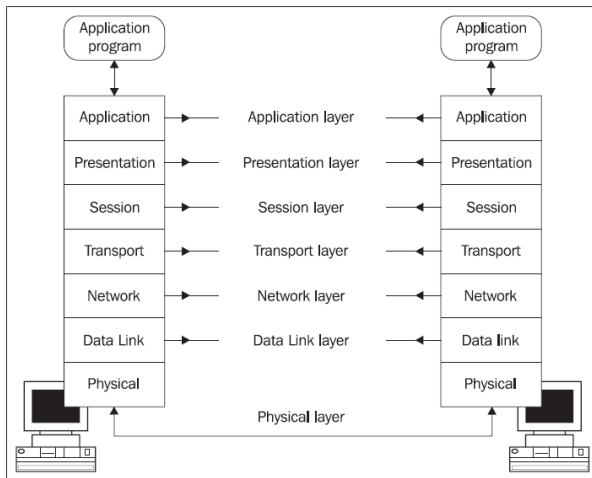 Application
program
Application
program
Application
Application layer
Application
Presentation
Presentation layer
Presentation
Session
Session layer
Session
Transport
Transport layer
Transport
Network
Network layer
Network
Data Link
Data Link layer
Data link
Physical
Physical
Physical layer